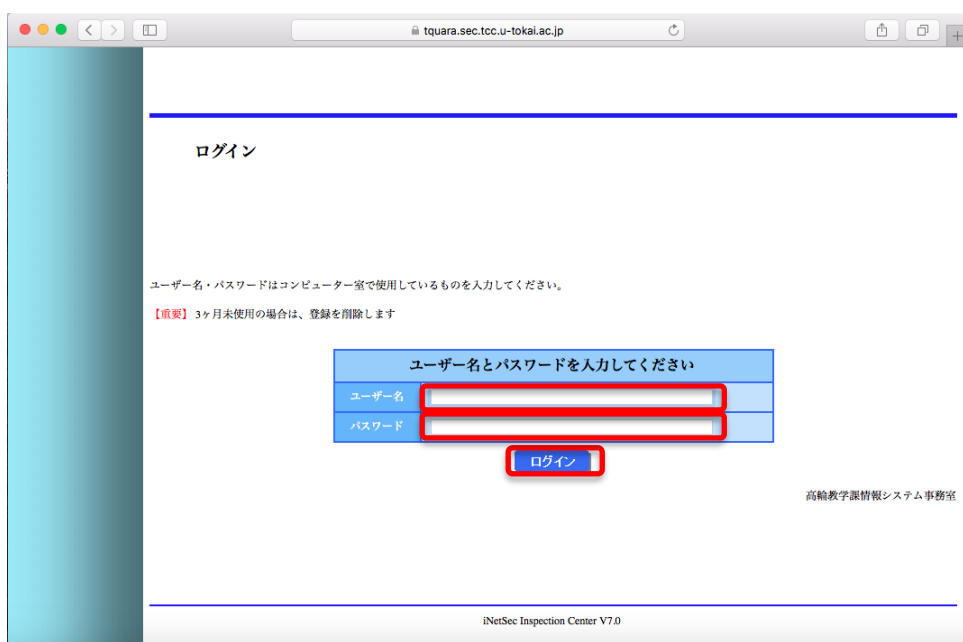 tquara.sec.tcc.u-tokai.ac.jp
ログイン
ユーザー名・パスワードはコンピューター室で使用しているものを入力してください。
【重要】 3ヶ月未使用の場合は、登録を削除します
ユーザー名とパスワードを入力してください
ユーザー名
パスワード
ログイン
高輪教学課情報システム事務室
iNetSec Inspection Center V7.0